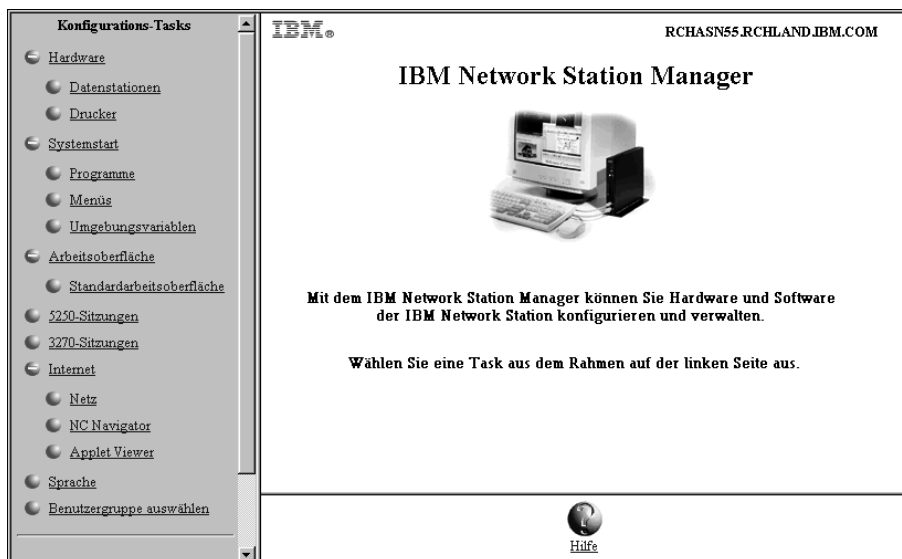 Konfigurations-Tasks
Hardware
Datenstationen
Drucker
Systemstart
Programme
Menüs
Umgebungsvariablen
Arbeitsoberfläche
Standardarbeitsoberfläche
5250-Sitzungen
3270-Sitzungen
Internet
Netz
NC Navigator
Applet Viewer
Sprache
Benutzergruppe auswählen
IBM®
RCHASN55.RCHLAND.IBM.COM
IBM Network Station Manager
Mit dem IBM Network Station Manager können Sie Hardware und Software
der IBM Network Station konfigurieren und verwalten.
Wählen Sie eine Task aus dem Rahmen auf der linken Seite aus.
Hilfe